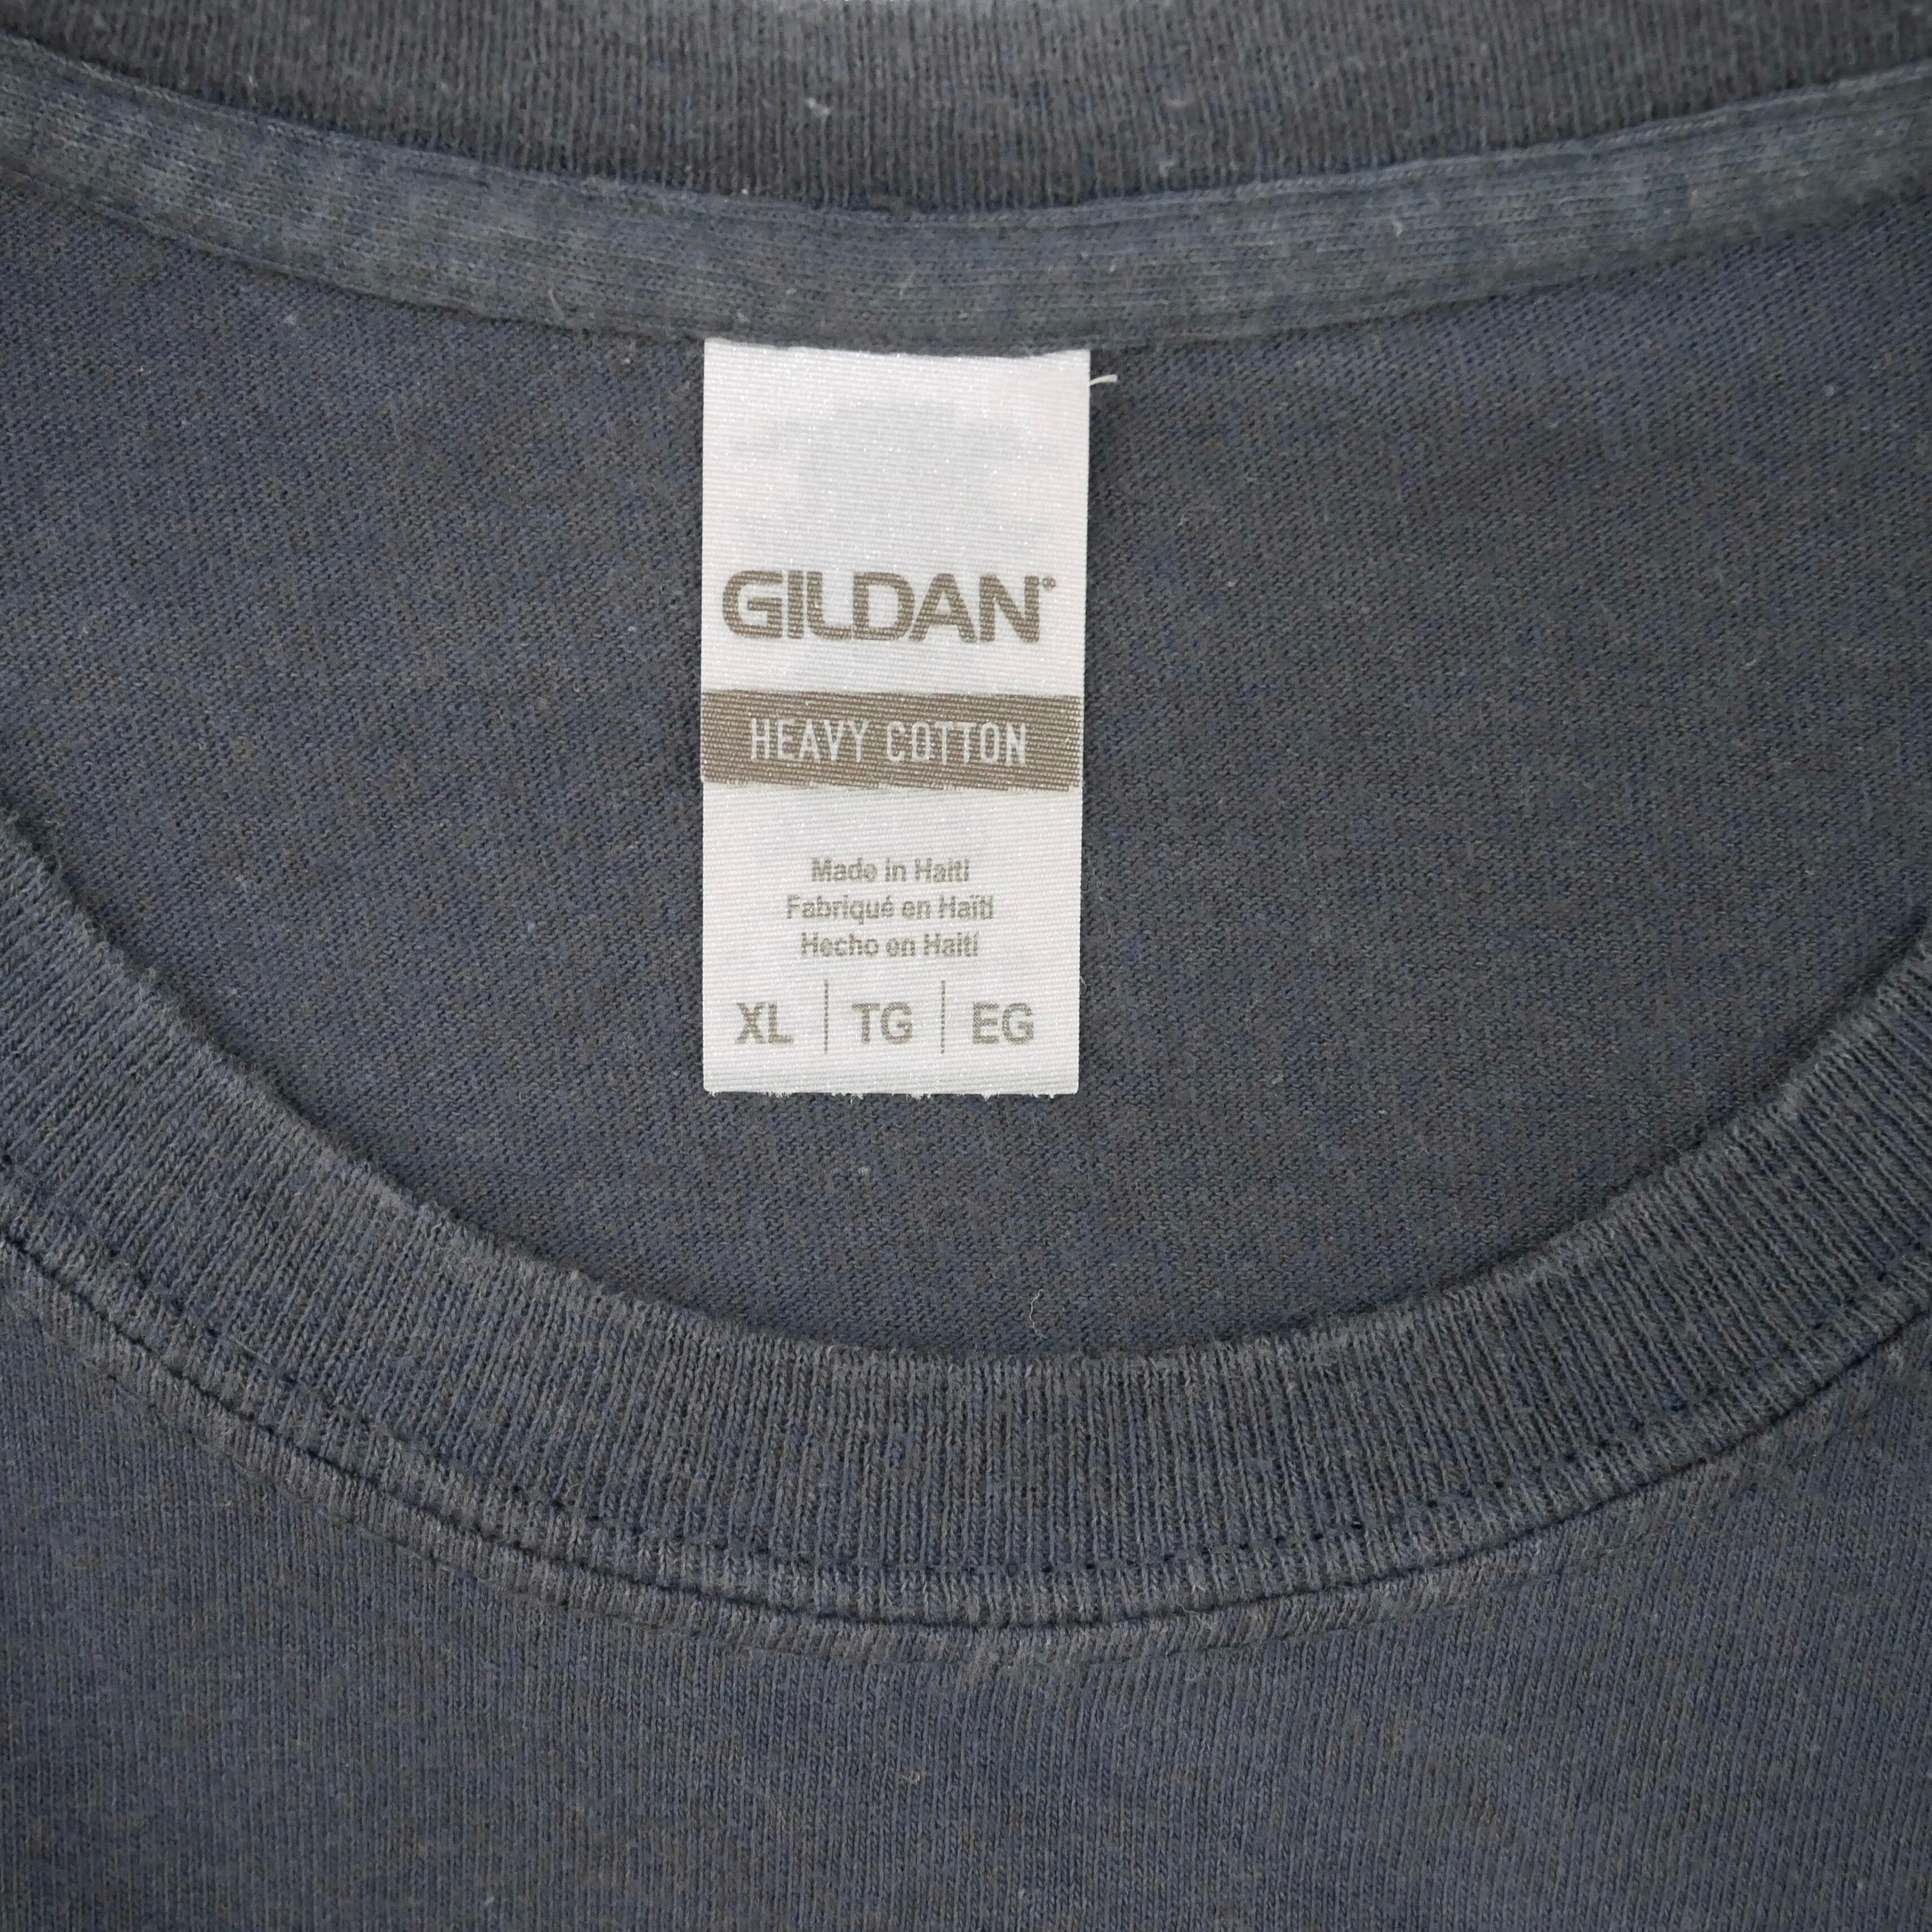 GILDAN®
HEAVY COTTON
Made in Haiti
Fabriqué en Haïti
Hecho en Haití
XL | TG | EG